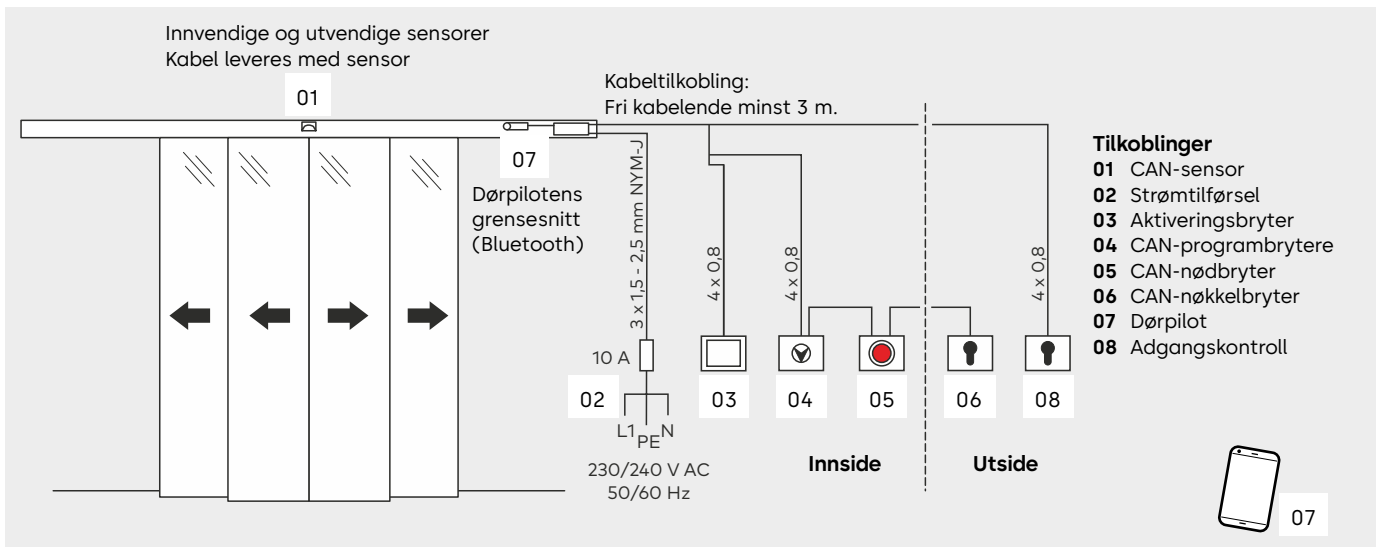 Innvendige og utvendige sensorer
Kabel leveres med sensor
01
Kabeltilkobling:
Fri kabelende minst 3 m.
07
Dørpilotens
grensesnitt
(Bluetooth)
3 x 1,5 - 2,5 mm NYM-J
4 x 0,8
4 x 0,8
4 x 0,8
10 A
02
03
04
05
06
08
L1
PE
N
230/240 V AC
50/60 Hz
Innside
Utside
Tilkoblinger
01 CAN-sensor
02 Strømtilførsel
03 Aktiveringsbryter
04 CAN-programbrytere
05 CAN-nødbryter
06 CAN-nøkkelbryter
07 Dørpilot
08 Adgangskontroll
07